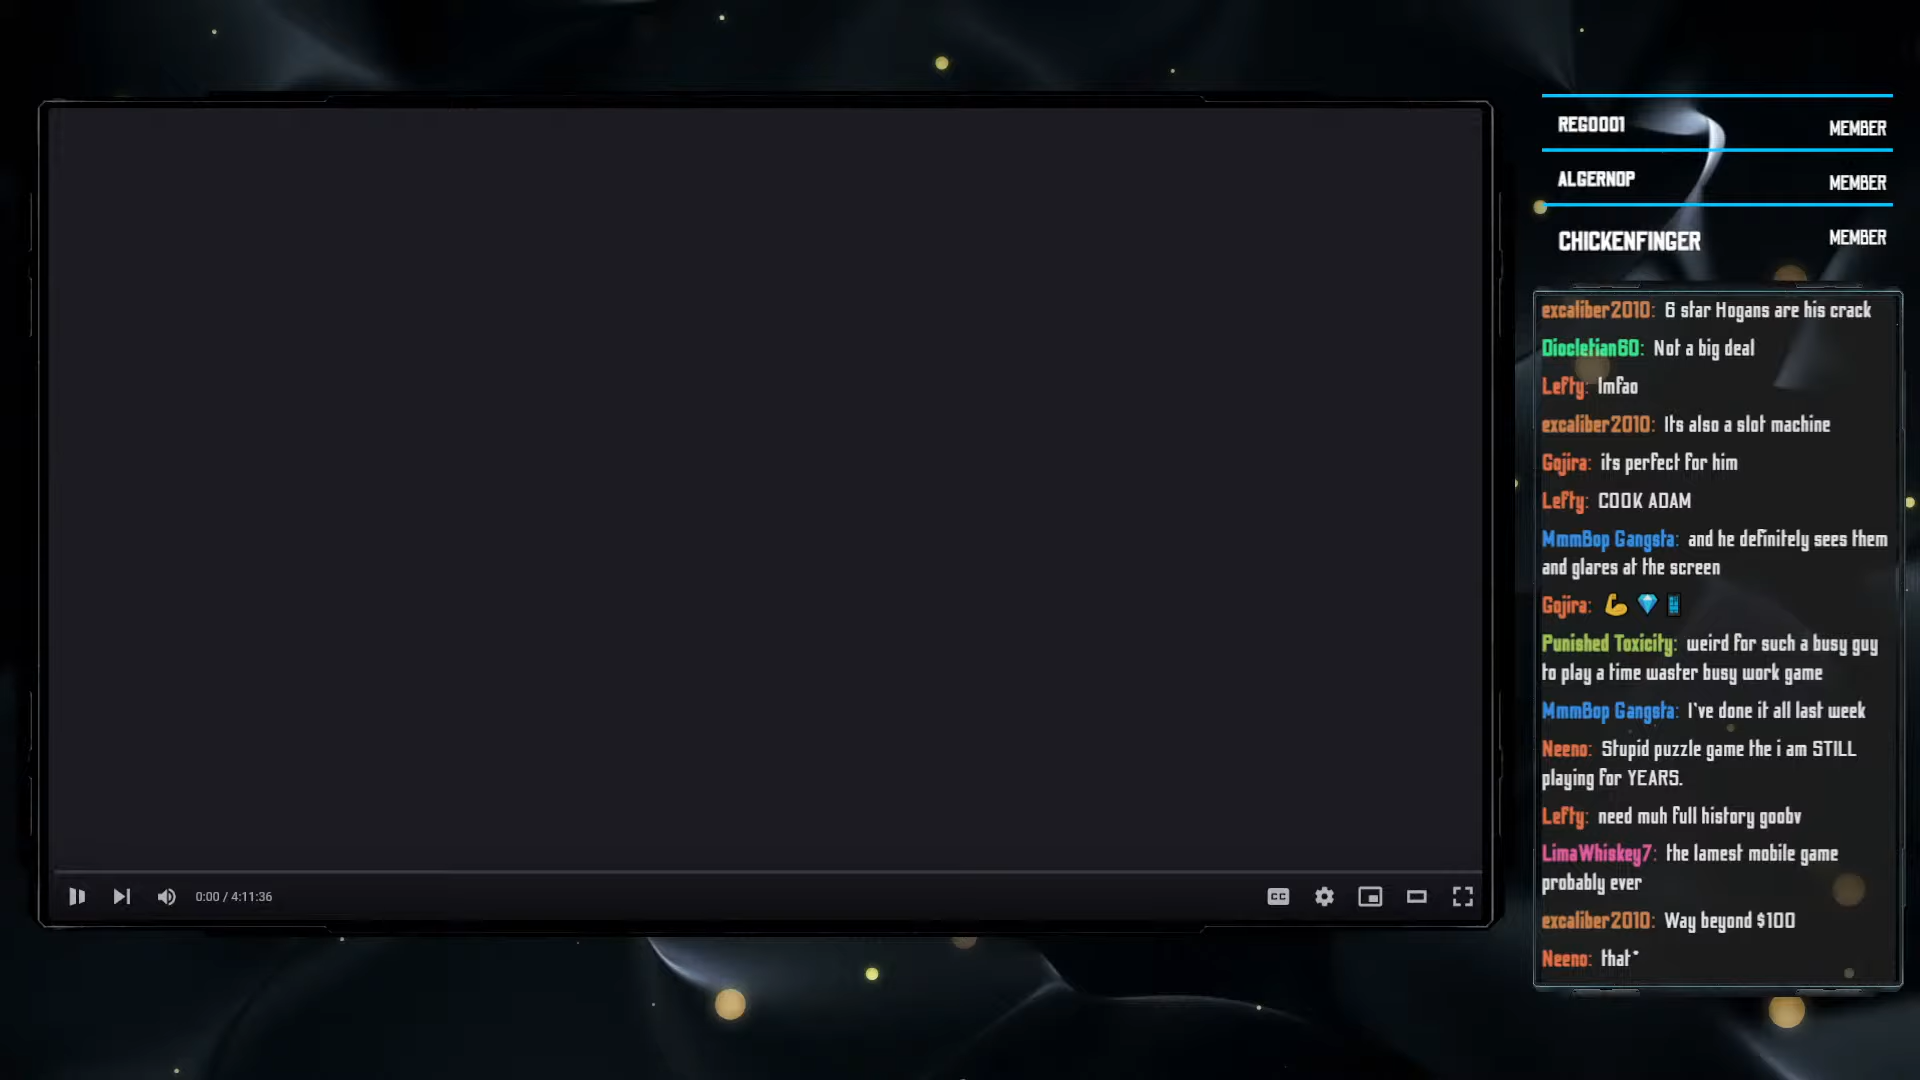 REG0001 MEMBER
ALGERNOP MEMBER
CHICKENFINGER MEMBER
excaliber2010: 6 star Hogans are his crack
Diocletian60: Not a big deal
Lefty: lmfao
excaliber2010: Its also a slot machine
Gojira: its perfect for him
Lefty: COOK ADAM
MmmBop Gangsta: and he definitely sees them
and glares at the screen
Gojira: 💪 💎 📱
Punished Toxicity: weird for such a busy guy
to play a time waster busy work game
MmmBop Gangsta: I've done it all last week
Neeno: Stupid puzzle game the i am STILL
playing for YEARS.
Lefty: need muh full history goobv
LimaWhiskey7: the lamest mobile game
probably ever
excaliber2010: Way beyond $100
Neeno: that*
0:00 / 4:11:36
CC